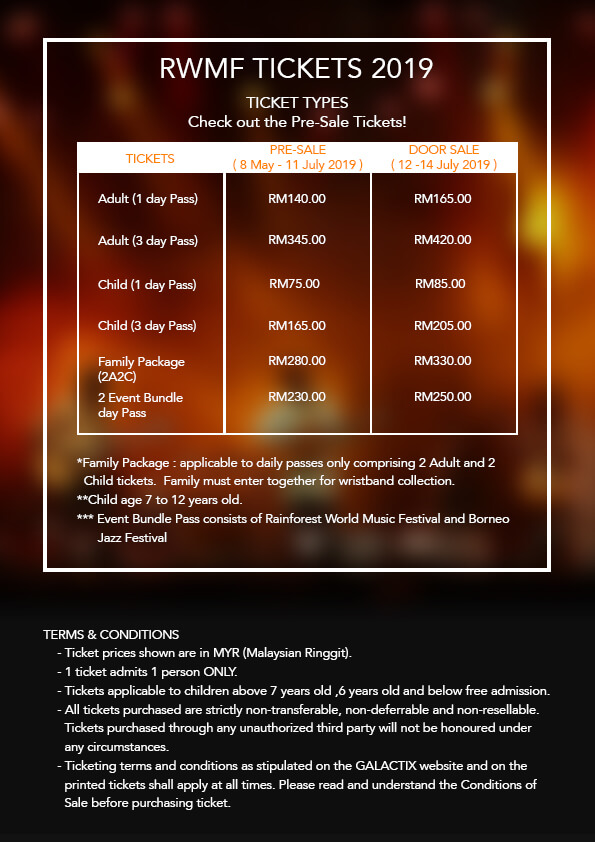 RWMF TICKETS 2019
TICKET TYPES
Check out the Pre-Sale Tickets!
TICKETS PRE-SALE ( 8 May - 11 July 2019 ) DOOR SALE ( 12 -14 July 2019 )
Adult (1 day Pass) RM140.00 RM165.00
Adult (3 day Pass) RM345.00 RM420.00
Child (1 day Pass) RM75.00 RM85.00
Child (3 day Pass) RM165.00 RM205.00
Family Package RM280.00 RM330.00
(2A2C)
2 Event Bundle RM230.00 RM250.00
day Pass
*Family Package : applicable to daily passes only comprising 2 Adult and 2
Child tickets. Family must enter together for wristband collection.
**Child age 7 to 12 years old.
*** Event Bundle Pass consists of Rainforest World Music Festival and Borneo
Jazz Festival
TERMS & CONDITIONS
- Ticket prices shown are in MYR (Malaysian Ringgit).
- 1 ticket admits 1 person ONLY.
- Tickets applicable to children above 7 years old ,6 years old and below free admission.
- All tickets purchased are strictly non-transferable, non-deferrable and non-resellable.
Tickets purchased through any unauthorized third party will not be honoured under
any circumstances.
- Ticketing terms and conditions as stipulated on the GALACTIX website and on the
printed tickets shall apply at all times. Please read and understand the Conditions of
Sale before purchasing ticket.